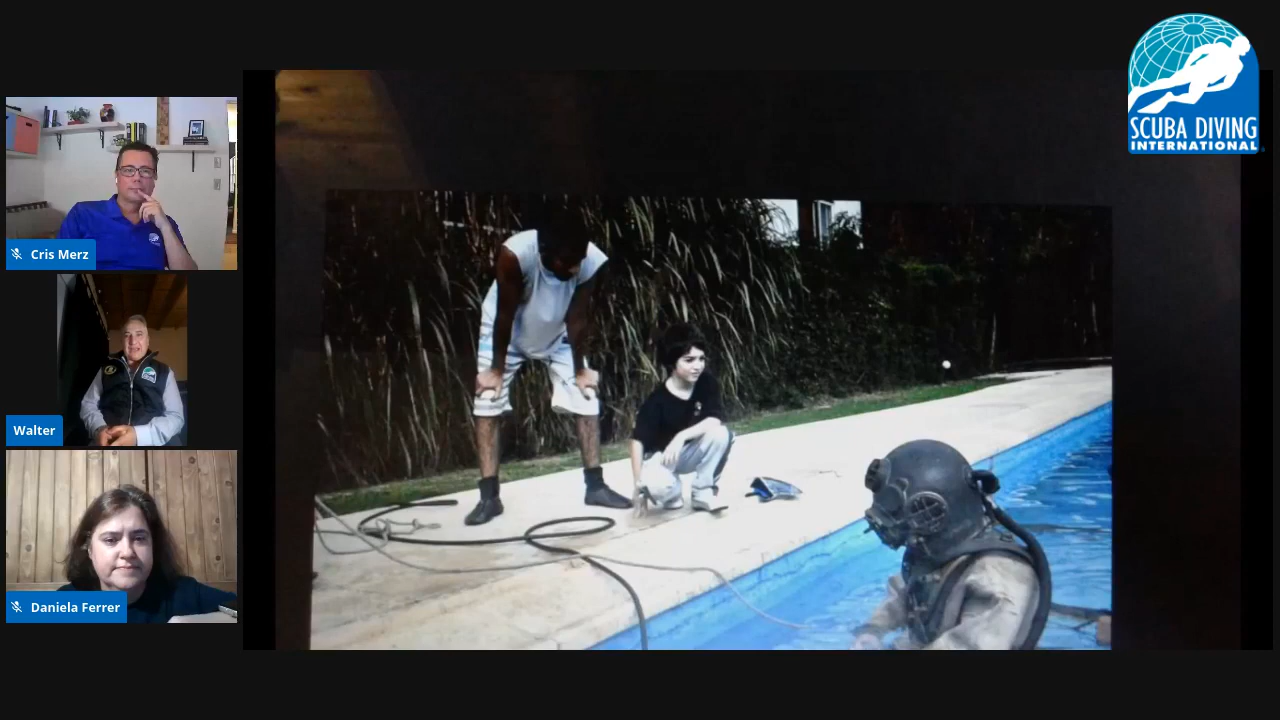 SCUBA DIVING
INTERNATIONAL
Cris Merz
Walter
Daniela Ferrer